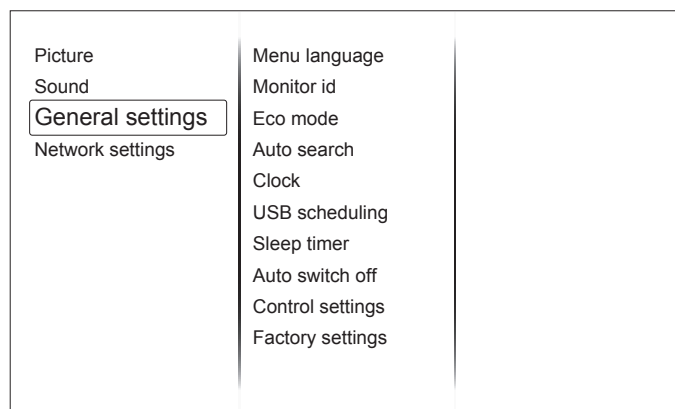 Picture
Sound
General settings
Network settings
Menu language
Monitor id
Eco mode
Auto search
Clock
USB scheduling
Sleep timer
Auto switch off
Control settings
Factory settings